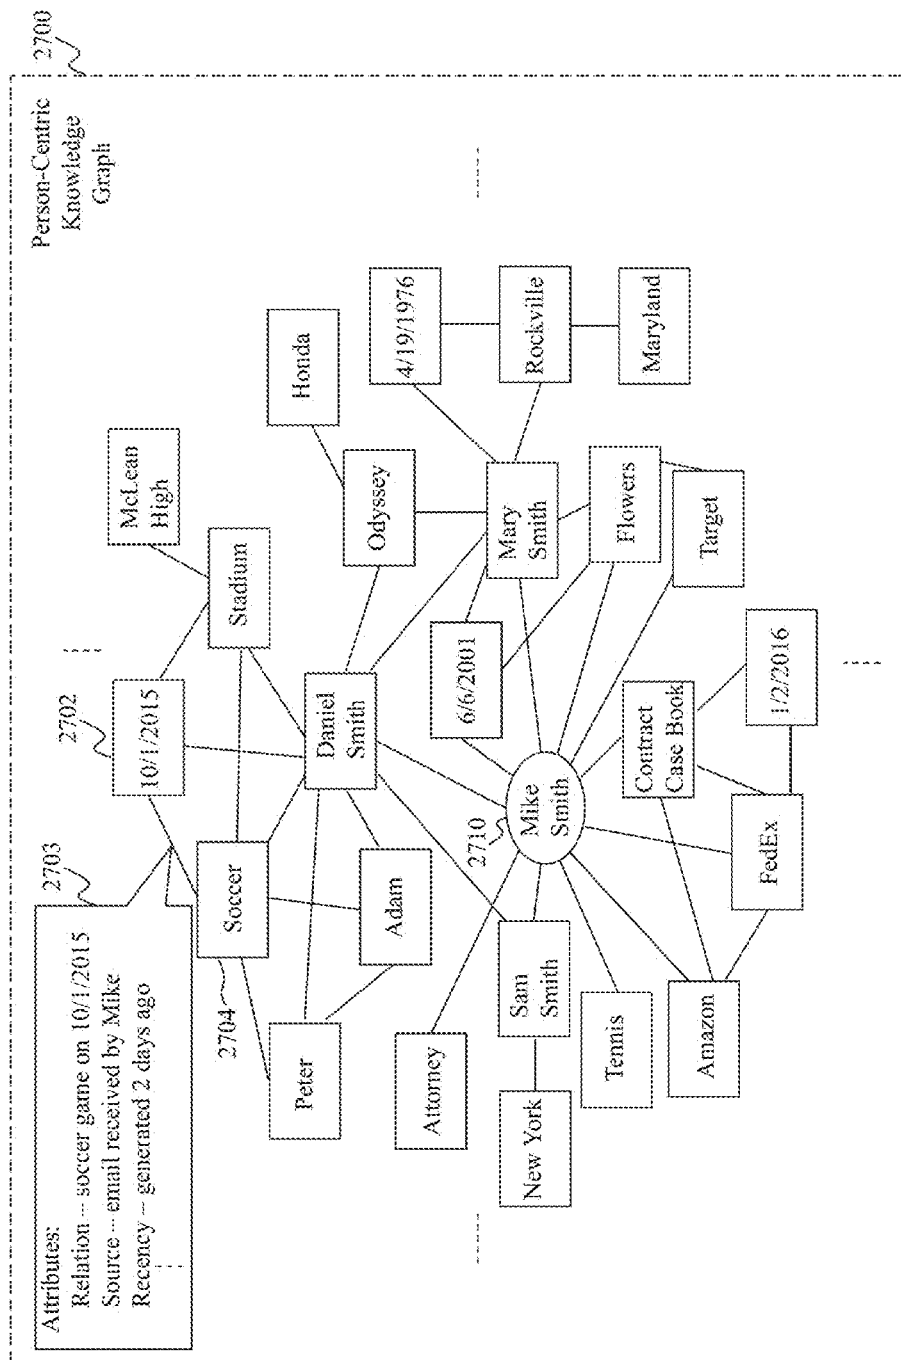 2700
Person-Centric
Knowledge
Graph
Attributes:
Relation -- soccer game on 10/1/2015
Source -- email received by Mike
Recency -- generated 2 days ago
2703
2702
2704
10/1/2015
McLean
High
Soccer
Stadium
Honda
Peter
Adam
Daniel
Smith
Odyssey
4/19/1976
Attorney
2710
6/6/2001
Mary
Smith
Rockville
New York
Sam
Smith
Mike
Smith
Flowers
Maryland
Tennis
Contract
Case Book
Target
Amazon
FedEx
1/2/2016